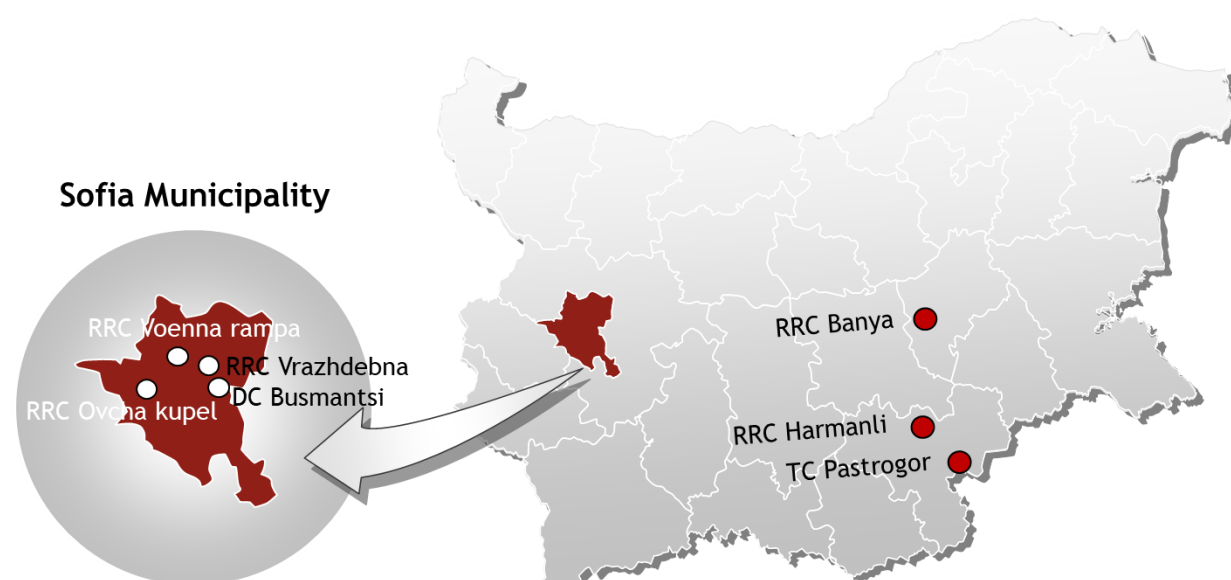 Sofia Municipality
RRC Voenna rampa
RRC Vrazhdebna
DC Busmantsi
RRC Ovcha kupel
RRC Banya
RRC Harmanli
TC Pastrogor